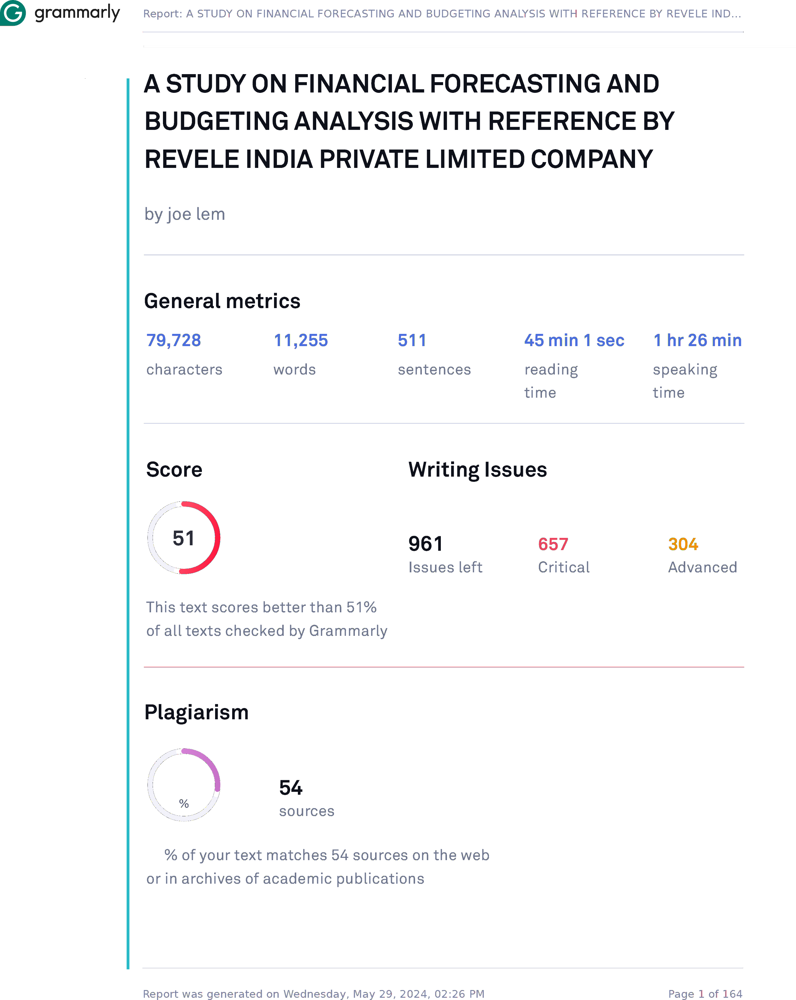 grammarly
Report: A STUDY ON FINANCIAL FORECASTING AND BUDGETING ANALYSIS WITH REFERENCE BY REVELE IND...
A STUDY ON FINANCIAL FORECASTING AND
BUDGETING ANALYSIS WITH REFERENCE BY
REVELE INDIA PRIVATE LIMITED COMPANY
by joe lem
General metrics
79,728 11,255 511 45 min 1 sec 1 hr 26 min
characters words sentences reading speaking
time time
Score Writing Issues
51
961 657 304
Issues left Critical Advanced
This text scores better than 51%
of all texts checked by Grammarly
Plagiarism
54
%
sources
% of your text matches 54 sources on the web
or in archives of academic publications
Report was generated on Wednesday, May 29, 2024, 02:26 PM Page 1 of 164